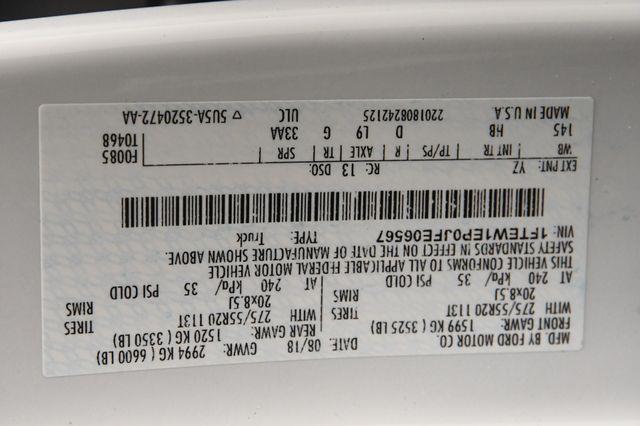 MFD. BY FORD MOTOR CO.
DATE: 08/18 GVWR: 2994 KG (6600 LB)
FRONT GAWR: 1599 KG (3525 LB) REAR GAWR: 1520 KG (3350 LB)
WITH 275/55R20 113T TIRES WITH 275/55R20 113T TIRES
20x8.5J RIMS 20x8.5J RIMS
AT 240 kPa/ 35 PSI COLD AT 240 kPa/ 35 PSI COLD
THIS VEHICLE CONFORMS TO ALL APPLICABLE FEDERAL MOTOR VEHICLE
SAFETY STANDARDS IN EFFECT ON THE DATE OF MANUFACTURE SHOWN ABOVE.
VIN: 1FTEW1EP0JFE06567 TYPE: Truck
EXT PNT: YZ RC: 13 DSO: F0085
WB | INT TR | TP/PS | R | AXLE | TR | SPR T0468
145 HB D L9 G 33AA
MADE IN U.S.A. 2201808242125 ULC ▽ 5U5A-3520472-AA